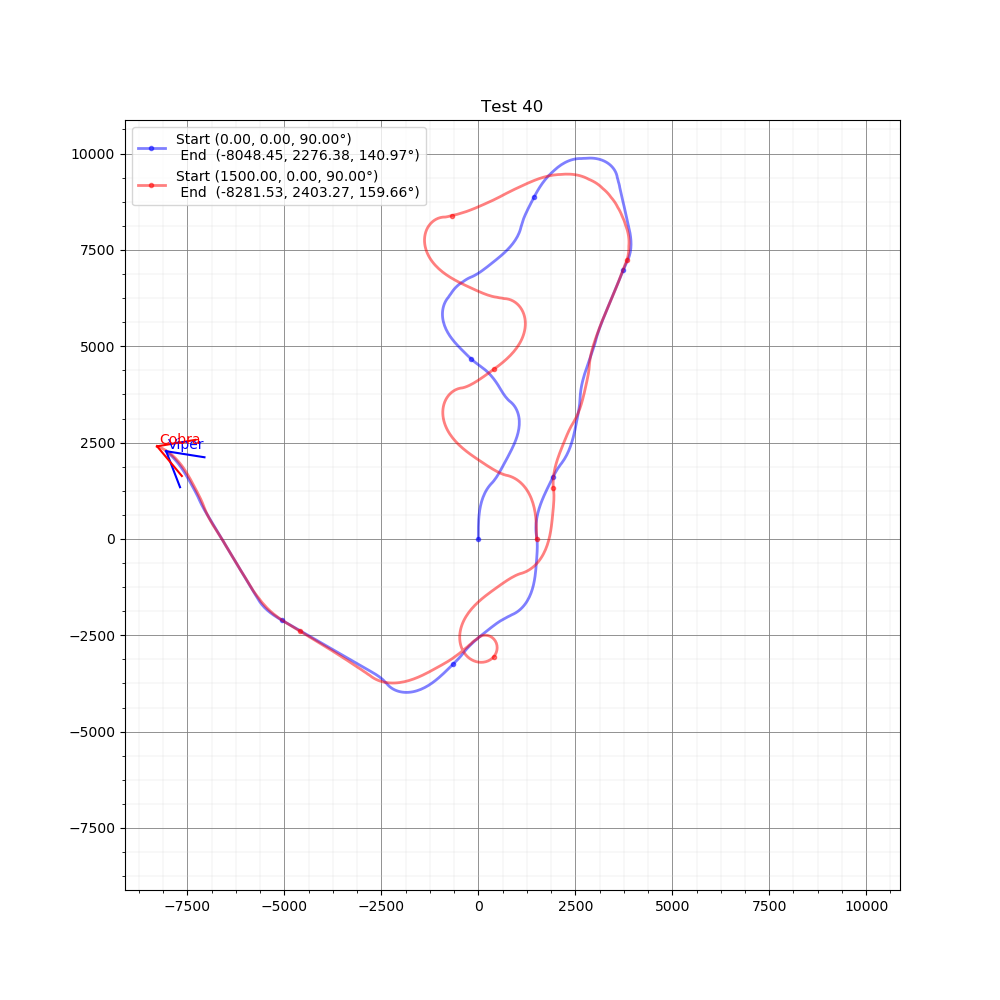 Test 40
Start (0.00, 0.00, 90.00°)
End  (-8048.45, 2276.38, 140.97°)
Start (1500.00, 0.00, 90.00°)
End  (-8281.53, 2403.27, 159.66°)
10000
7500
5000
2500
0
−2500
−5000
−7500
Cobra
Viper
−7500 −5000 −2500 0 2500 5000 7500 10000